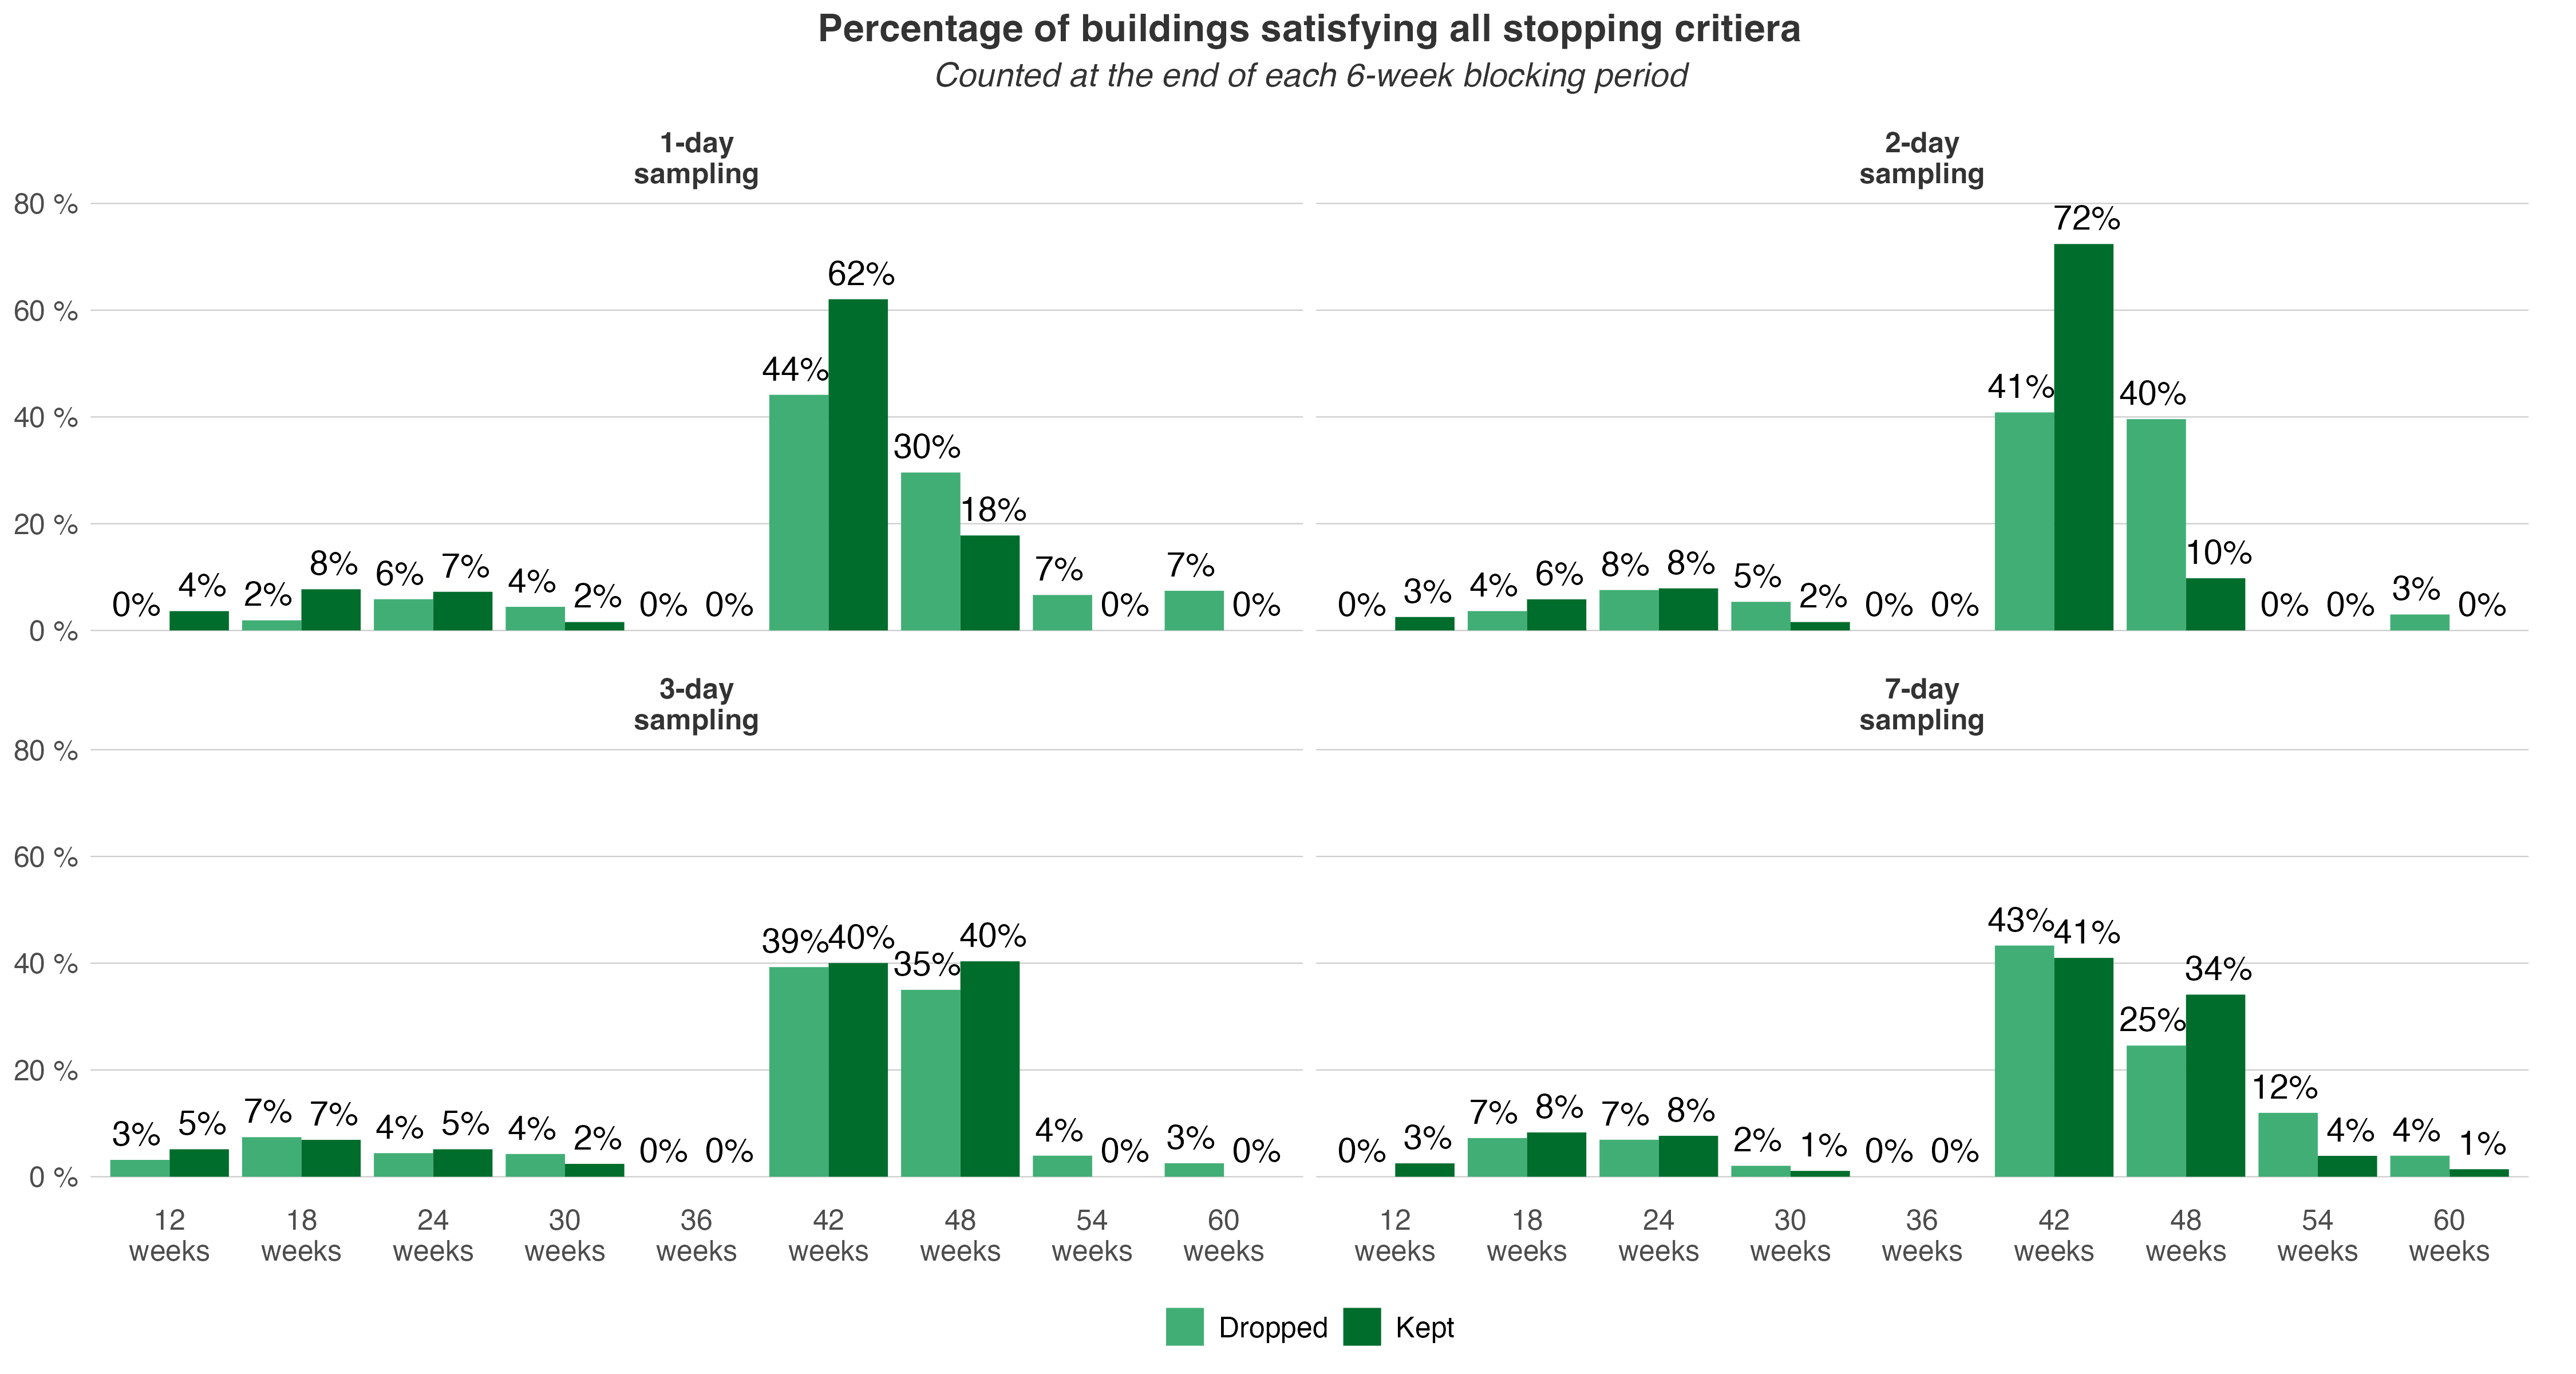 Percentage of buildings satisfying all stopping critiera
Counted at the end of each 6-week blocking period
1-day
sampling
2-day
sampling
80 %
60 %
40 %
20 %
0 %
0% 4% 2% 8% 6% 7% 4% 2% 0% 0% 44% 62% 30% 18% 7% 0% 7% 0%
0% 3% 4% 6% 8% 8% 5% 2% 0% 0% 41% 72% 40% 10% 0% 0% 3% 0%
3-day
sampling
7-day
sampling
80 %
60 %
40 %
20 %
0 %
3% 5% 7% 7% 4% 5% 4% 2% 0% 0% 39% 40% 35% 40% 4% 0% 3% 0%
0% 3% 7% 8% 7% 8% 2% 1% 0% 0% 43% 41% 25% 34% 12% 4% 4% 1%
12 18 24 30 36 42 48 54 60 12 18 24 30 36 42 48 54 60
weeks weeks weeks weeks weeks weeks weeks weeks weeks weeks weeks weeks weeks weeks weeks weeks weeks weeks
Dropped Kept